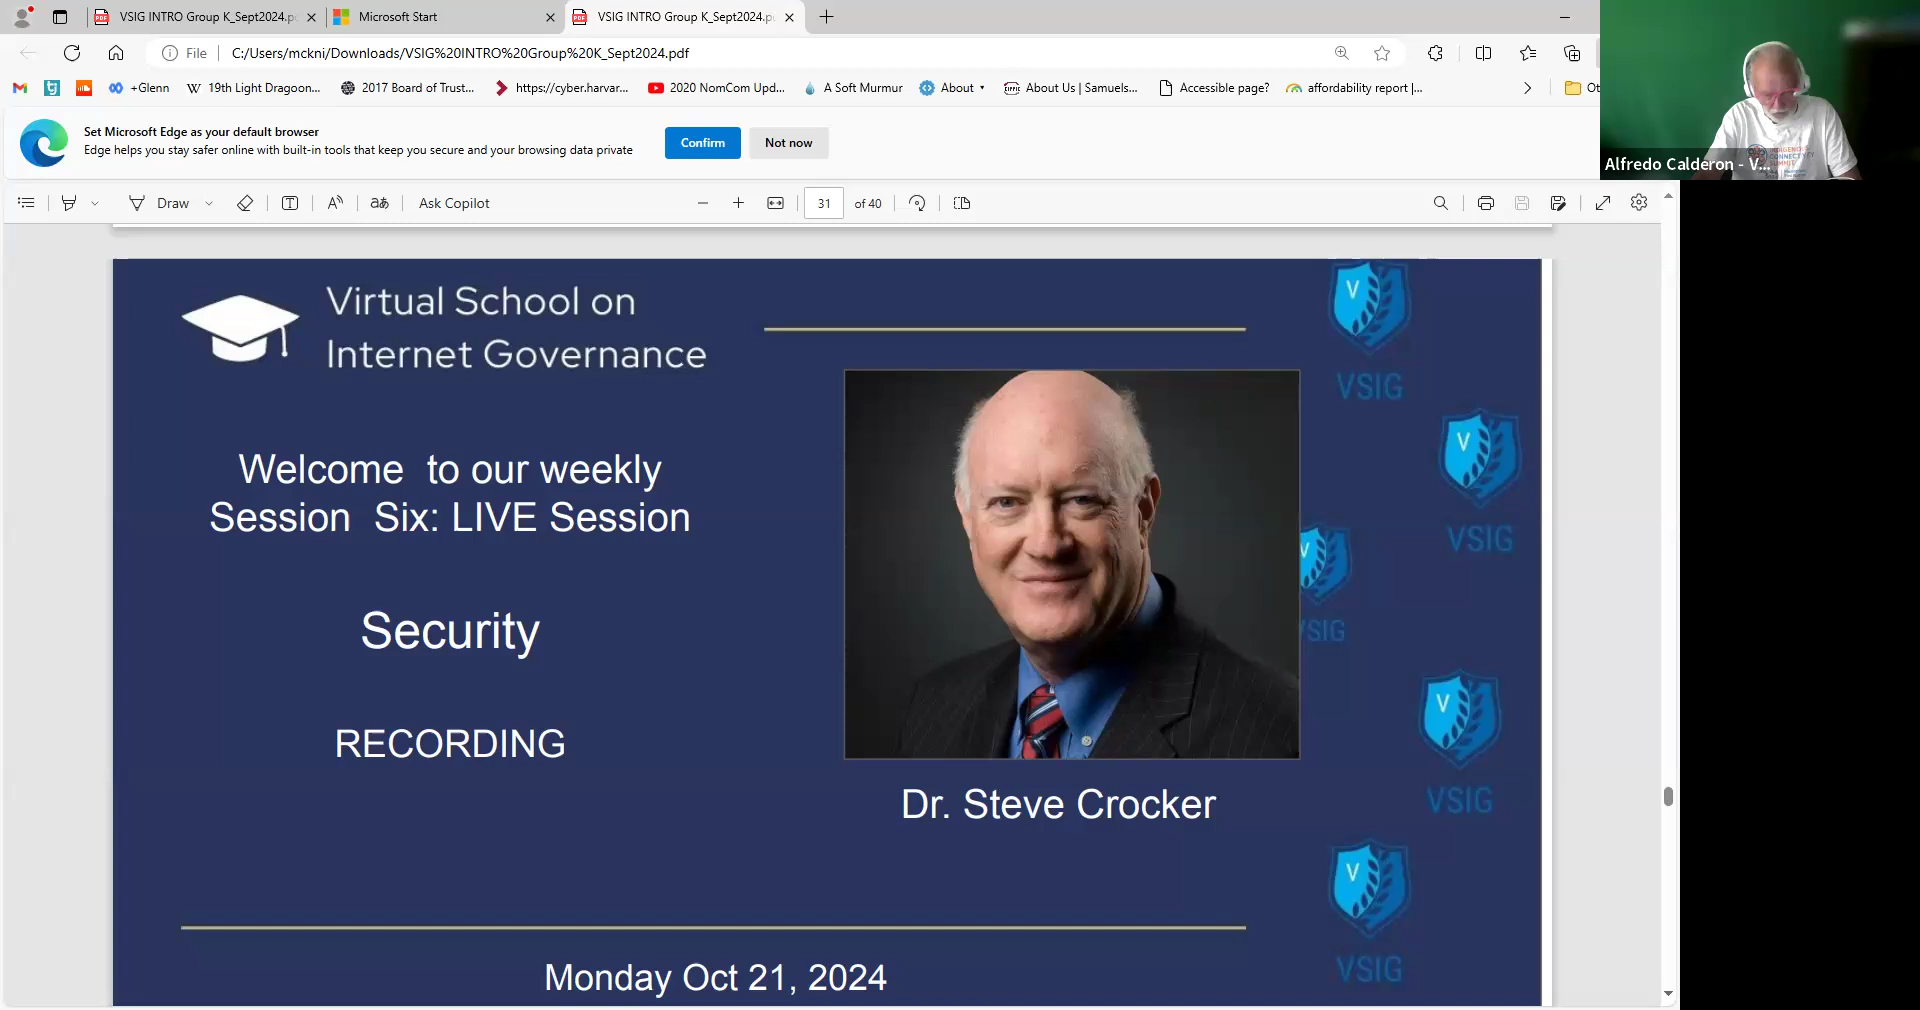 VSIG INTRO Group K_Sept2024.p
Microsoft Start
VSIG INTRO Group K_Sept2024.p
File
C:/Users/mckni/Downloads/VSIG%20INTRO%20Group%20K_Sept2024.pdf
+Glenn
19th Light Dragoon...
2017 Board of Trust...
https://cyber.harvar...
2020 NomCom Upd...
A Soft Murmur
About
About Us | Samuels...
Accessible page?
affordability report |...
Ot
Set Microsoft Edge as your default browser
Edge helps you stay safer online with built-in tools that keep you secure and your browsing data private
Confirm
Not now
Alfredo Calderon - V...
Draw
Ask Copilot
31
of 40
Virtual School on
Internet Governance
Welcome to our weekly
Session Six: LIVE Session
Security
RECORDING
Dr. Steve Crocker
Monday Oct 21, 2024
V
VSIG
V
VSIG
V
VSIG
V
VSIG
V
VSIG